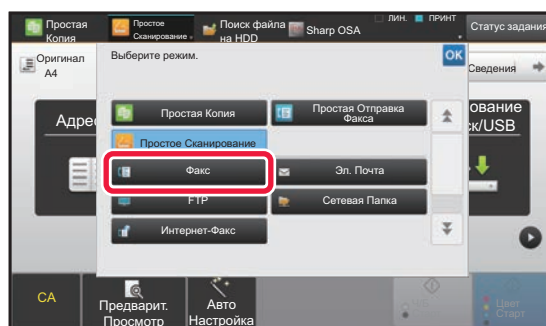 Простая
Копия
Простое
Сканирование
Поиск файла
на HDD
Sharp OSA
ЛИН.
ПРИНТ
Статус задания
Оригинал
A4
Выберите режим.
OK
Сведения
Адре
ование
ск/USB
Простая Копия
Простая Отправка
Факса
Простое Сканирование
Факс
Эл. Почта
FTP
Сетевая Папка
Интернет-Факс
CA
Предварит.
Просмотр
Авто
Настройка
Цвет
Старт